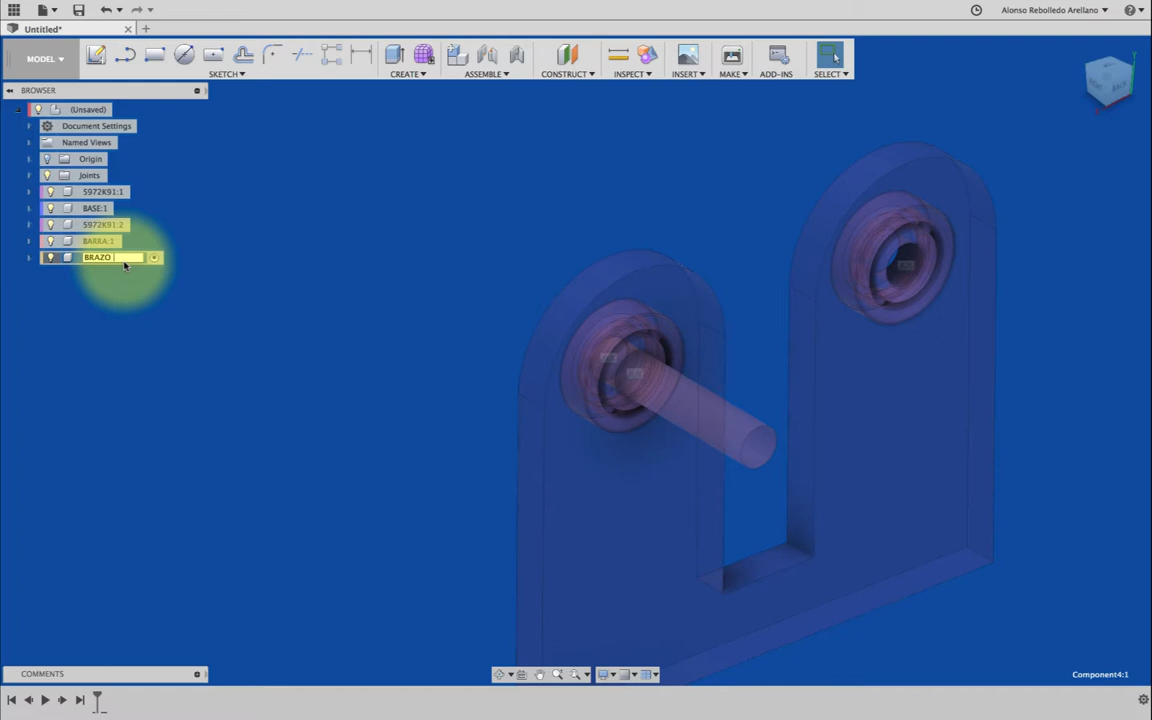 Alonso Rebolledo Arellano
Untitled*
MODEL
SKETCH
CREATE
ASSEMBLE
CONSTRUCT
INSPECT
INSERT
MAKE
ADD-INS
SELECT
BROWSER
(Unsaved)
Document Settings
Named Views
Origin
Joints
5972K91:1
BASE:1
5972K91:2
BARRA:1
BRAZO
COMMENTS
Component4:1